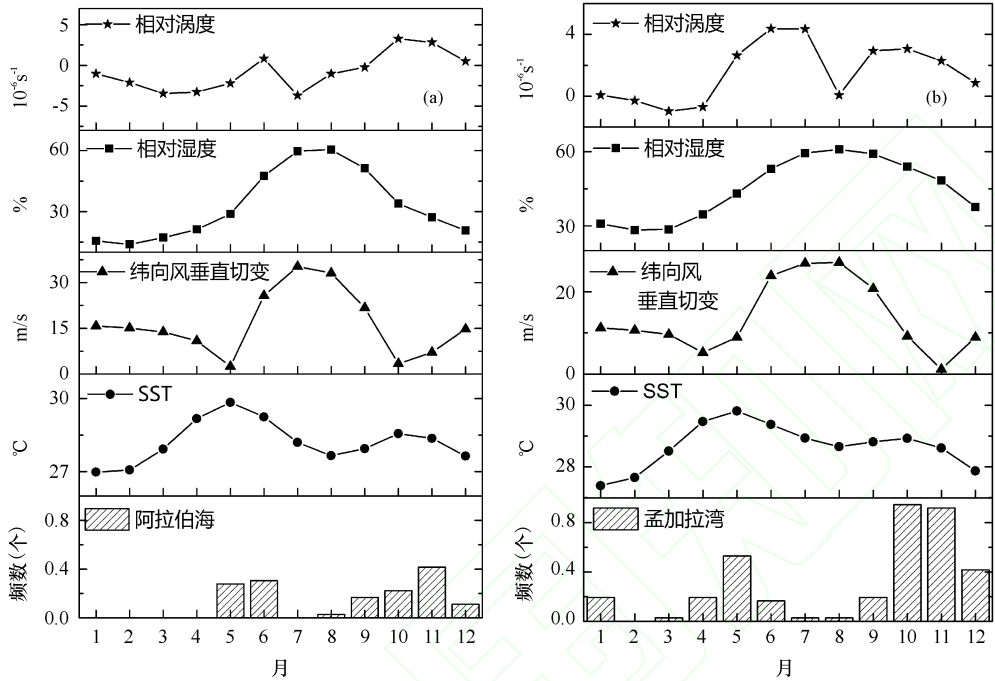 相对涡度
5
0
-5
10⁻⁶s⁻¹
(a)
相对湿度
60
30
%
纬向风垂直切变
30
15
0
m/s
SST
30
27
℃
阿拉伯海
0.8
0.4
0.0
频数(个)
1 2 3 4 5 6 7 8 9 10 11 12
月
相对涡度
4
0
10⁻⁶s⁻¹
(b)
相对湿度
60
30
%
纬向风
垂直切变
20
0
m/s
SST
30
28
℃
孟加拉湾
0.8
0.4
0.0
频数(个)
1 2 3 4 5 6 7 8 9 10 11 12
月